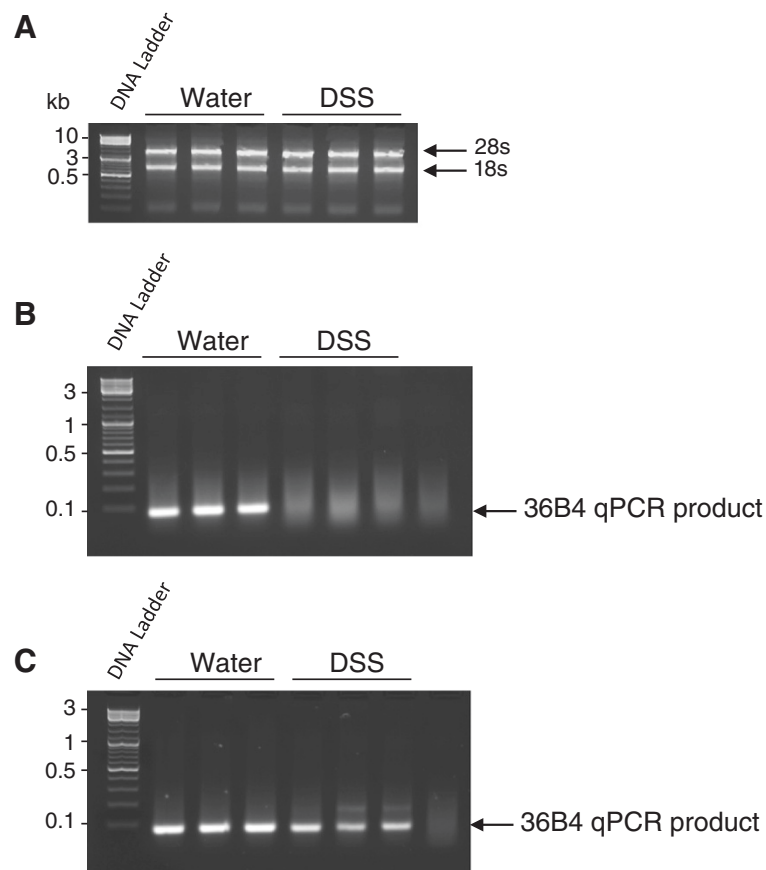 A
DNA Ladder
kb
Water
DSS
10
3
0.5
28s
18s
B
DNA Ladder
Water
DSS
3
1
0.5
0.1
36B4 qPCR product
C
DNA Ladder
Water
DSS
3
1
0.5
0.1
36B4 qPCR product